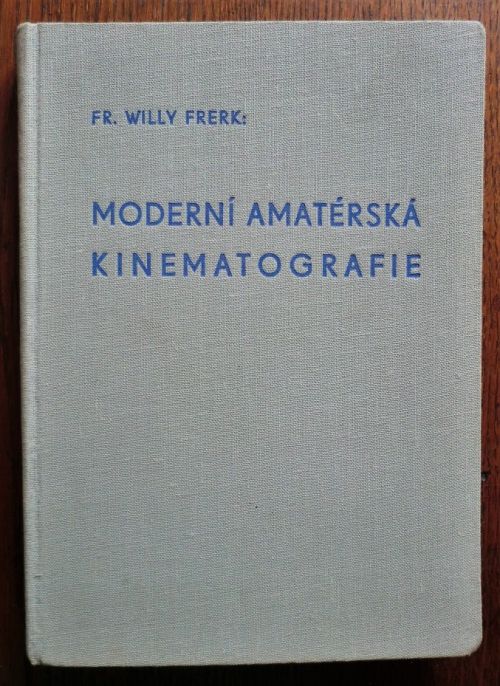 FR. WILLY FRERK:
MODERNÍ AMATÉRSKÁ
KINEMATOGRAFIE